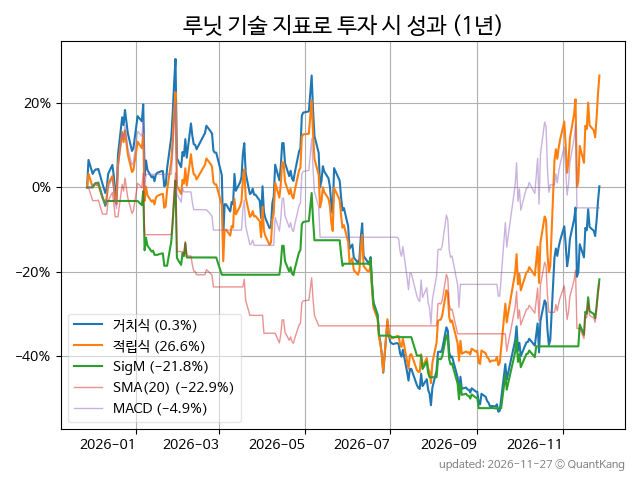 루닛 기술 지표로 투자 시 성과 (1년)
20%
0%
−20%
−40%
거치식 (0.3%)
적립식 (26.6%)
SigM (−21.8%)
SMA(20) (−22.9%)
MACD (−4.9%)
2026-01
2026-03
2026-05
2026-07
2026-09
2026-11
updated: 2026-11-27 © QuantKang